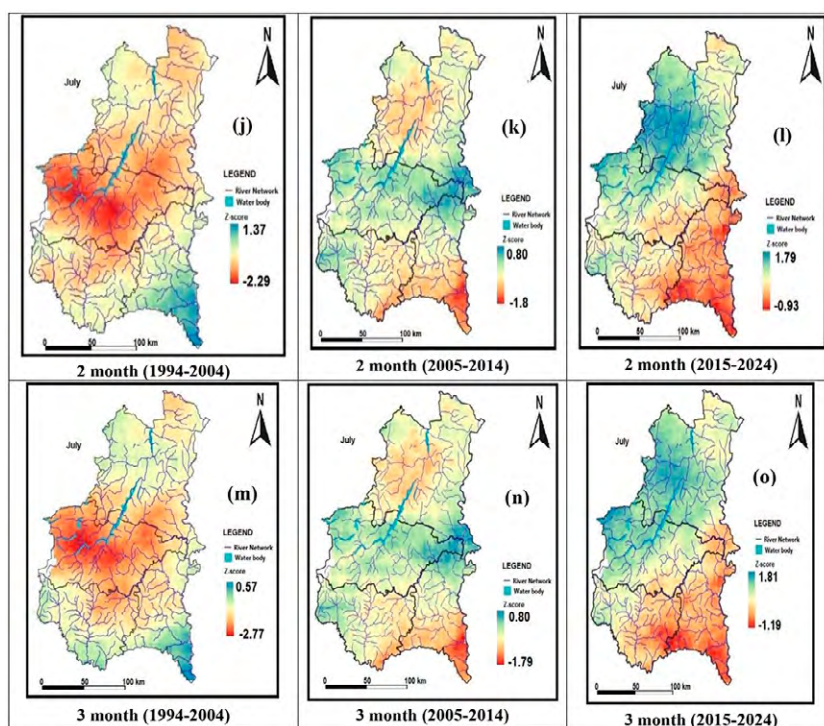 N
July
(j)
LEGEND
River Network
Water body
Z-score
1.37
-2.29
0 50 100 km
2 month (1994-2004)
N
(k)
LEGEND
River Network
Water body
Z-score
0.80
-1.8
0 50 100 km
2 month (2005-2014)
N
July
(l)
LEGEND
River Network
Water body
Z-score
1.79
-0.93
0 50 100 km
2 month (2015-2024)
N
July
(m)
LEGEND
River Network
Water body
Z-score
0.57
-2.77
0 50 100 km
3 month (1994-2004)
N
July
(n)
LEGEND
River Network
Water body
Z-score
0.80
-1.79
0 50 100 km
3 month (2005-2014)
N
July
(o)
LEGEND
River Network
Water body
Z-score
1.81
-1.19
0 50 100 km
3 month (2015-2024)